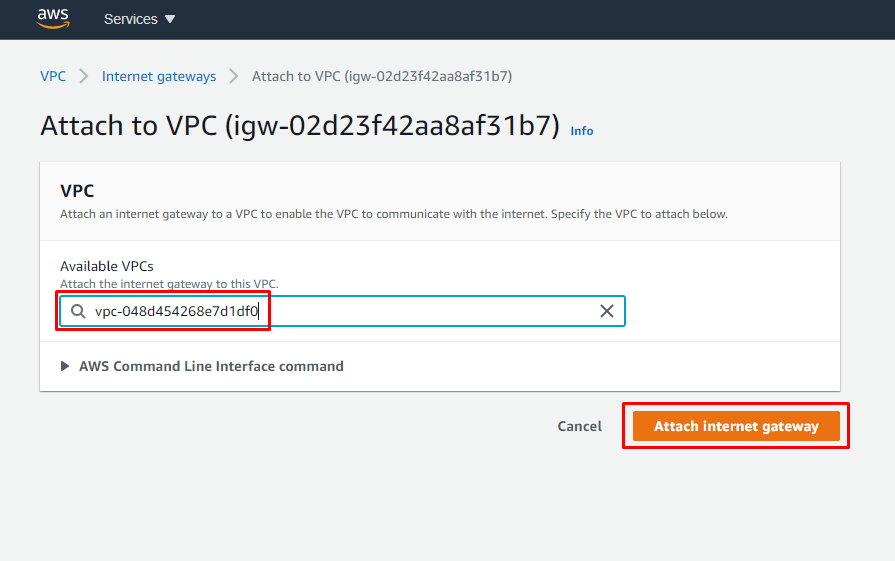 aws
Services
VPC
Internet gateways
Attach to VPC (igw-02d23f42aa8af31b7)
Attach to VPC (igw-02d23f42aa8af31b7) Info
VPC
Attach an internet gateway to a VPC to enable the VPC to communicate with the internet. Specify the VPC to attach below.
Available VPCs
Attach the internet gateway to this VPC.
vpc-048d454268e7d1df0
AWS Command Line Interface command
Cancel
Attach internet gateway